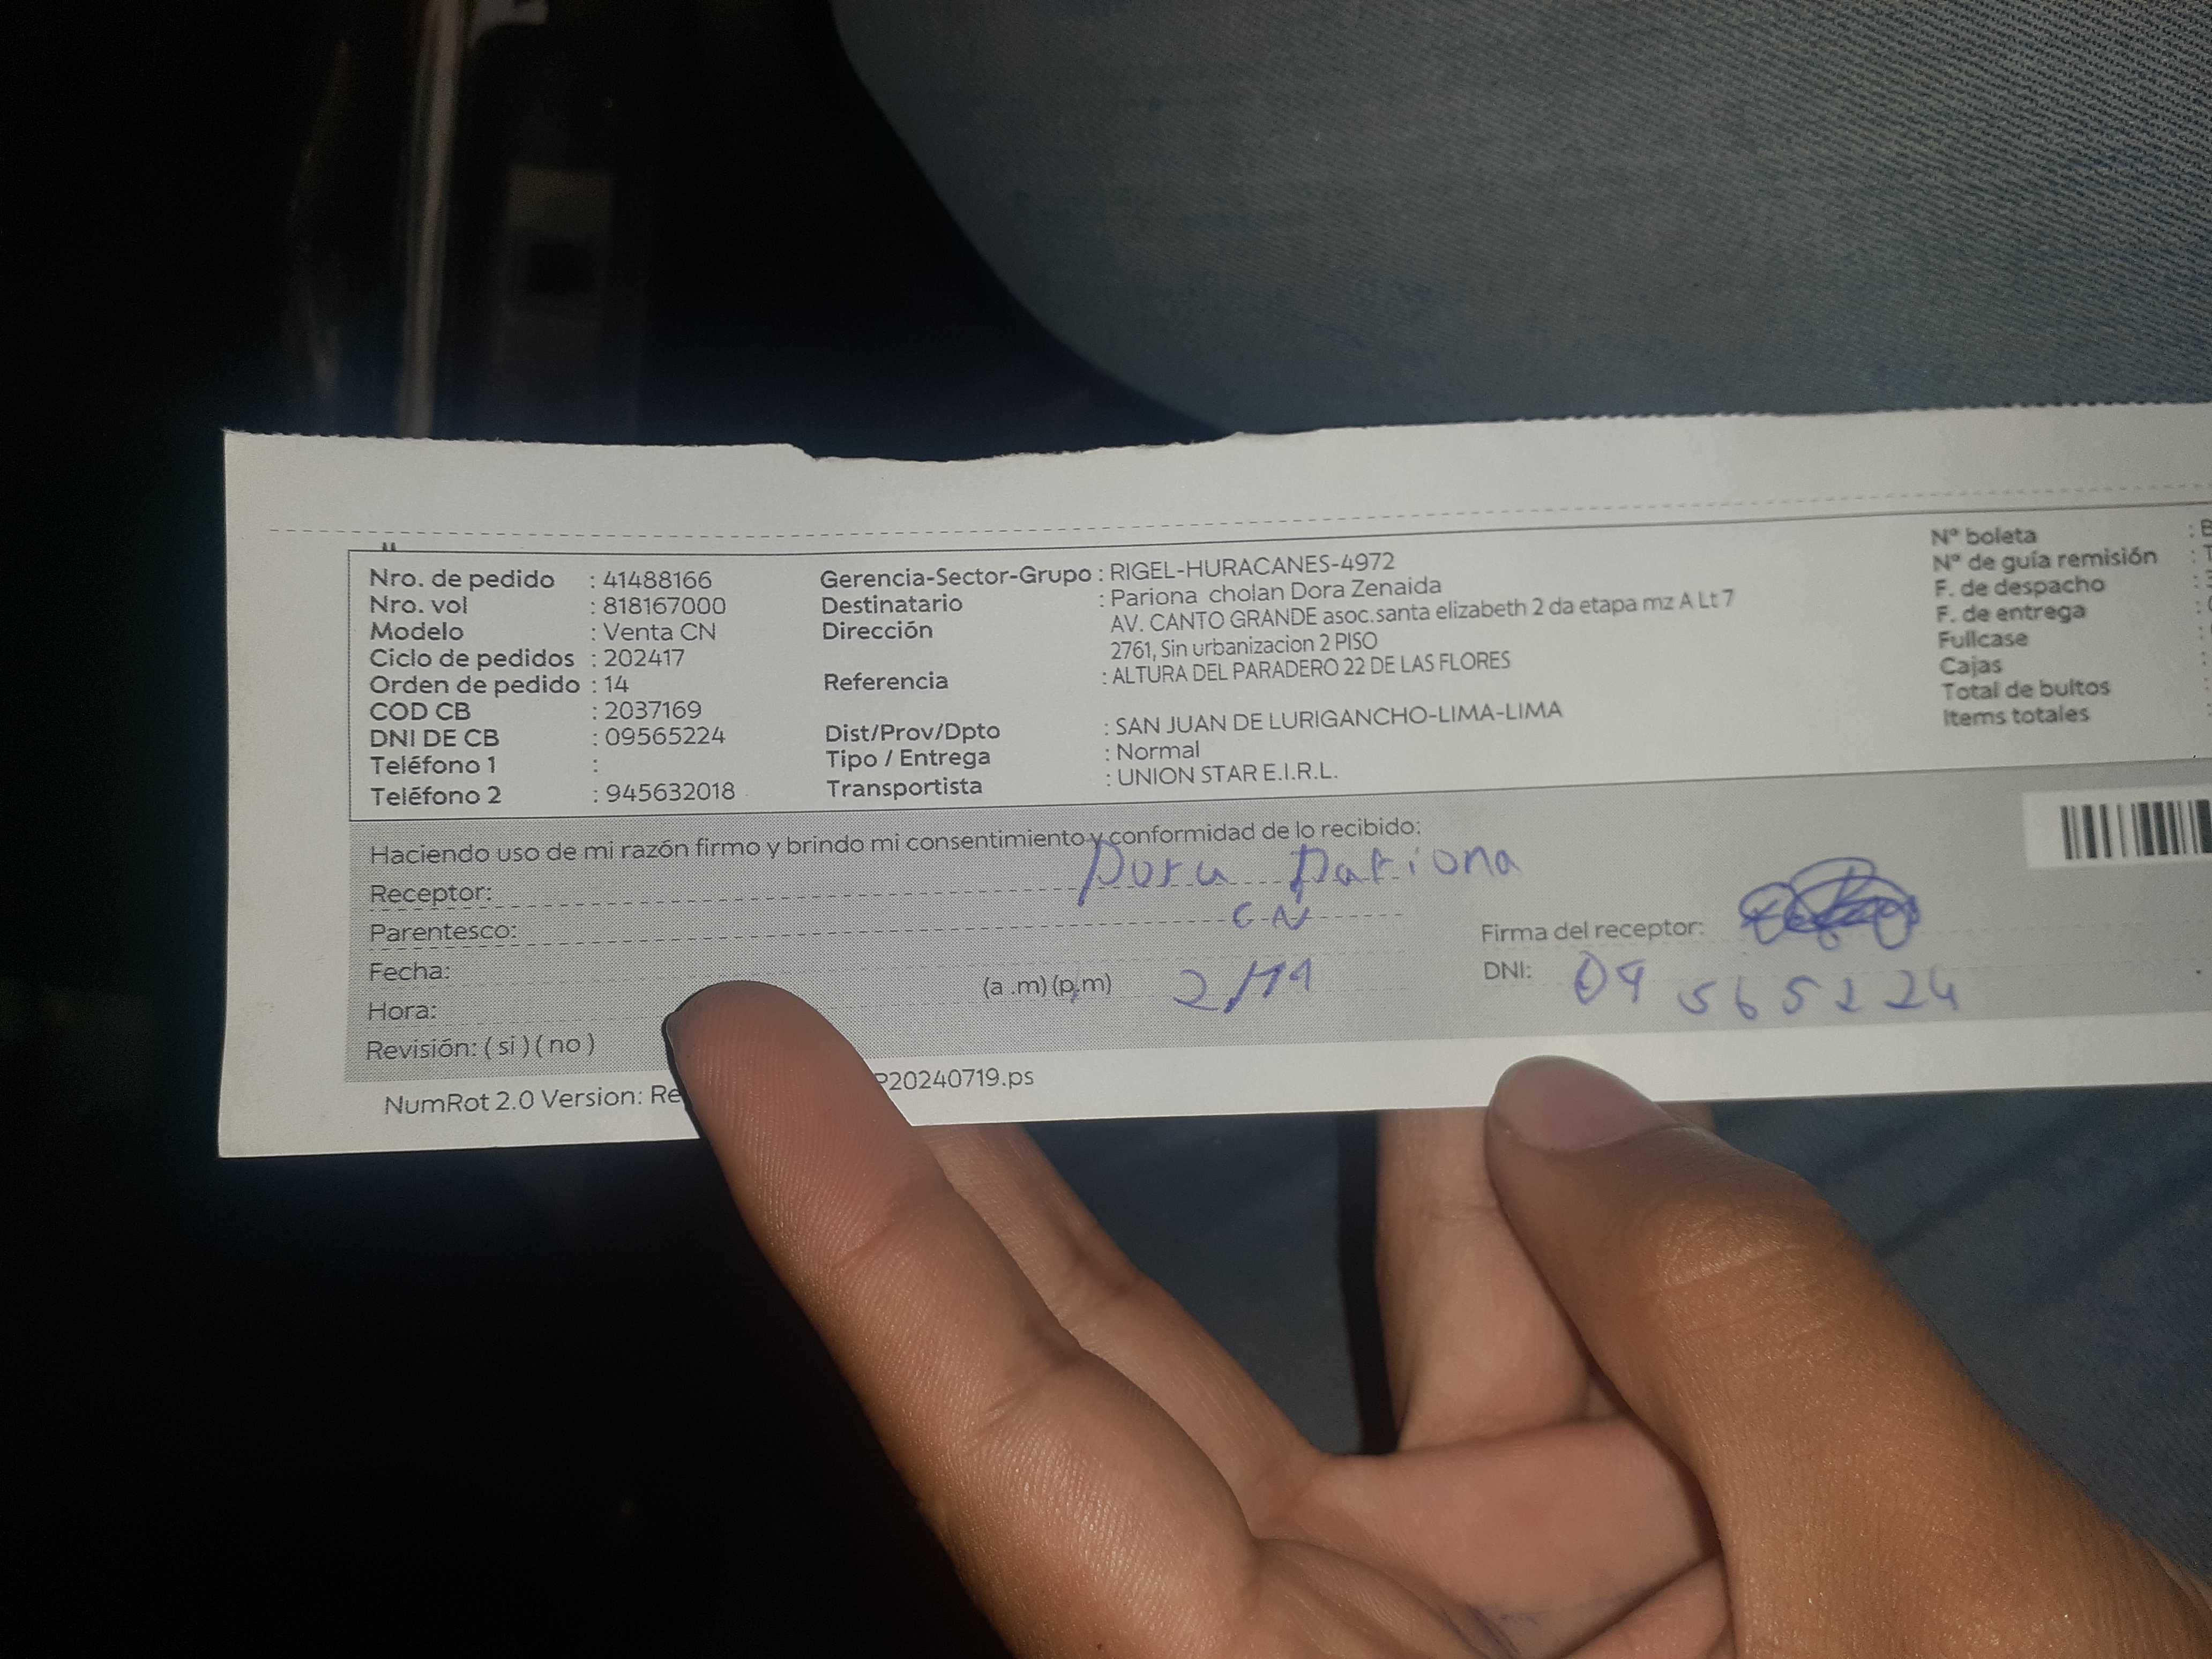 Nro. de pedido : 41488166
Nro. vol : 818167000
Modelo : Venta CN
Ciclo de pedidos : 202417
Orden de pedido : 14
COD CB : 2037169
DNI DE CB : 09565224
Teléfono 1 :
Teléfono 2 : 945632018
Gerencia-Sector-Grupo : RIGEL-HURACANES-4972
Destinatario : Pariona cholan Dora Zenaida
Dirección AV. CANTO GRANDE asoc.santa elizabeth 2 da etapa mz A Lt 7
2761, Sin urbanizacion 2 PISO
Referencia : ALTURA DEL PARADERO 22 DE LAS FLORES
Dist/Prov/Dpto : SAN JUAN DE LURIGANCHO-LIMA-LIMA
Tipo / Entrega : Normal
Transportista : UNION STAR E.I.R.L.
N° boleta :
N° de guía remisión :
F. de despacho :
F. de entrega :
Fullcase :
Cajas :
Total de bultos :
Items totales :
Haciendo uso de mi razón firmo y brindo mi consentimiento y conformidad de lo recibido:
Receptor: Dora Pariona
Parentesco: C-N
Firma del receptor:
Fecha:
DNI: 09 565224
Hora: (a .m) (p,m)
Revisión: ( si ) ( no )
NumRot 2.0 Version: 20240719.ps